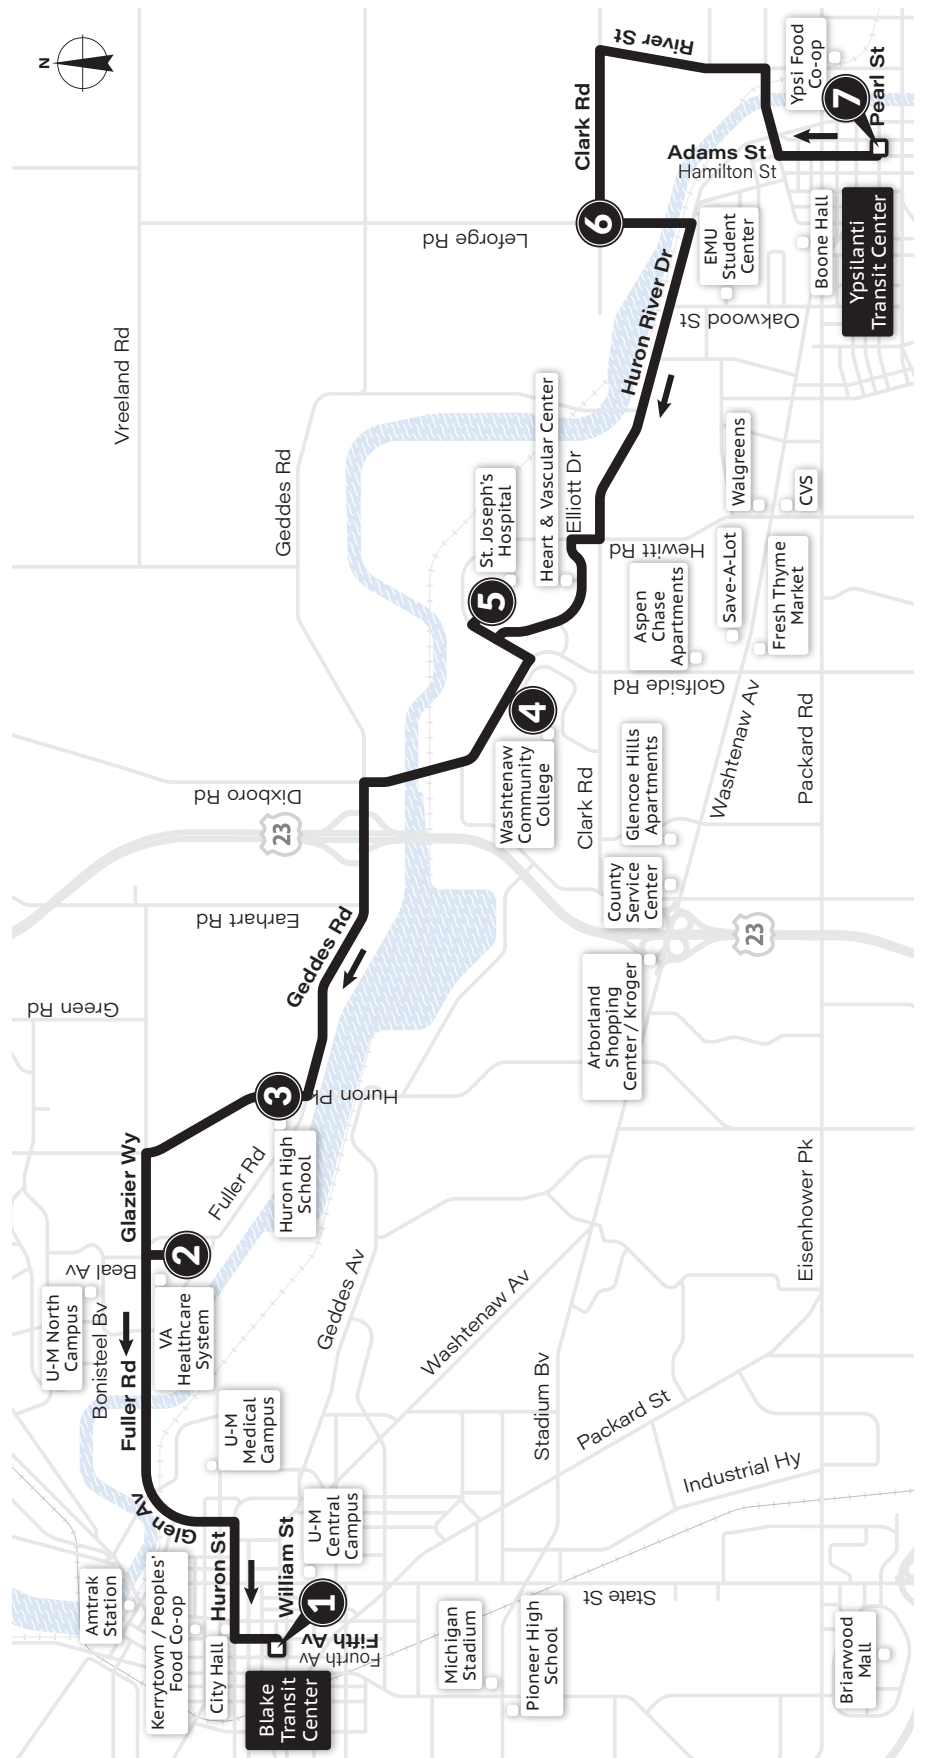 N
Vreeland Rd
Geddes Rd
Leforge Rd
Clark Rd
River St
Adams St
Hamilton St
Ypsi Food
Co-op
7
Pearl St
Ypsilanti
Transit Center
Boone Hall
EMU
Student
Center
Oakwood St
6
Huron River Dr
Heart & Vascular Center
Elliott Dr
St. Joseph's
Hospital
5
Hewitt Rd
Walgreens
CVS
Save-A-Lot
Fresh Thyme
Market
Aspen
Chase
Apartments
Golfside Rd
Washtenaw Av
Packard Rd
4
Washtenaw
Community
College
Clark Rd
Glencoe Hills
Apartments
County
Service
Center
23
Arborland
Shopping
Center / Kroger
Dixboro Rd
23
Earhart Rd
Geddes Rd
Green Rd
3
Huron Pk
Huron High
School
Fuller Rd
Glazier Wy
2
Beal Av
U-M North
Campus
Bonisteel Bv
VA
Healthcare
System
Fuller Rd
Geddes Av
Washtenaw Av
Eisenhower Pk
Stadium Bv
Packard St
Industrial Hy
U-M
Medical
Campus
Glen Av
Huron St
William St
U-M
Central
Campus
1
Fifth Av
Fourth Av
Amtrak
Station
Kerrytown / Peoples'
Food Co-op
City Hall
Blake
Transit
Center
State St
Michigan
Stadium
Pioneer High
School
Briarwood
Mall